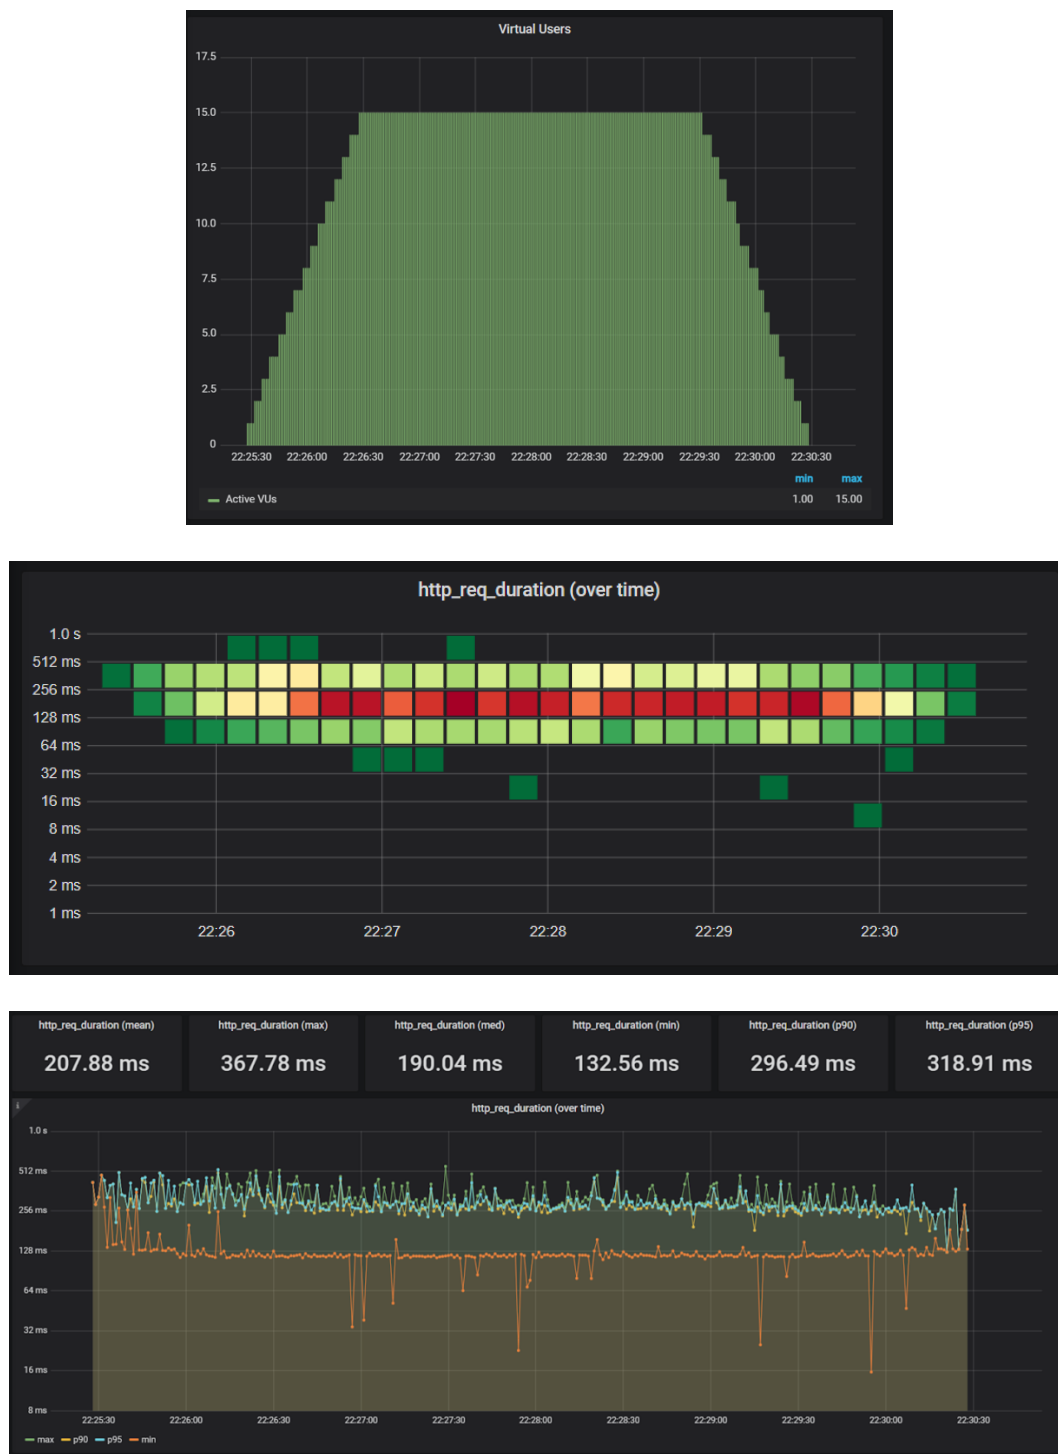 Virtual Users
17.5
15.0
12.5
10.0
7.5
5.0
2.5
0
22:25:30 22:26:00 22:26:30 22:27:00 22:27:30 22:28:00 22:28:30 22:29:00 22:29:30 22:30:00 22:30:30
min max
Active VUs 1.00 15.00
http_req_duration (over time)
1.0 s
512 ms
256 ms
128 ms
64 ms
32 ms
16 ms
8 ms
4 ms
2 ms
1 ms
22:26 22:27 22:28 22:29 22:30
http_req_duration (mean) http_req_duration (max) http_req_duration (med) http_req_duration (min) http_req_duration (p90) http_req_duration (p95)
207.88 ms 367.78 ms 190.04 ms 132.56 ms 296.49 ms 318.91 ms
i
http_req_duration (over time)
1.0 s
512 ms
256 ms
128 ms
64 ms
32 ms
16 ms
8 ms
22:25:30 22:26:00 22:26:30 22:27:00 22:27:30 22:28:00 22:28:30 22:29:00 22:29:30 22:30:00 22:30:30
max p90 p95 min